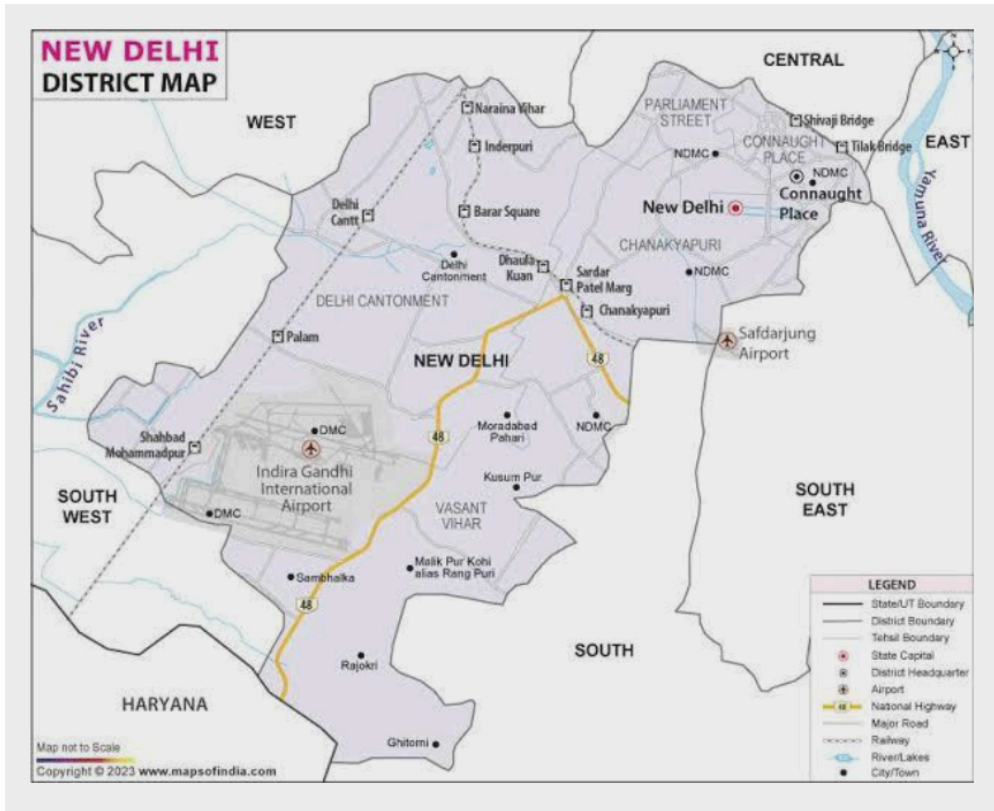 NEW DELHI
DISTRICT MAP
CENTRAL
WEST
EAST
Naraina Vihar
Inderpuri
PARLIAMENT
STREET
Shivaji Bridge
CONNAUGHT
PLACE
Tilak Bridge
NDMC
NDMC
Connaught
Place
New Delhi
Yamuna River
Delhi
Cantt
Barar Square
CHANAKYAPURI
Delhi
Cantonment
Dhaula
Kuan
Sardar
Patel Marg
NDMC
DELHI CANTONMENT
Chanakyapuri
Safdarjung
Airport
Sahibi River
Palam
NEW DELHI
48
48
Moradabad
Pahari
NDMC
DMC
Shahbad
Mohammadpur
Indira Gandhi
International
Airport
Kusum Pur
SOUTH
WEST
DMC
VASANT
VIHAR
SOUTH
EAST
Malik Pur Kohi
alias Rang Puri
Sambhalka
48
Rajokri
SOUTH
HARYANA
Ghitorni
LEGEND
State/UT Boundary
District Boundary
Tehsil Boundary
State Capital
District Headquarter
Airport
48 National Highway
Major Road
Railway
River/Lakes
City/Town
Map not to Scale
Copyright © 2023 www.mapsofindia.com